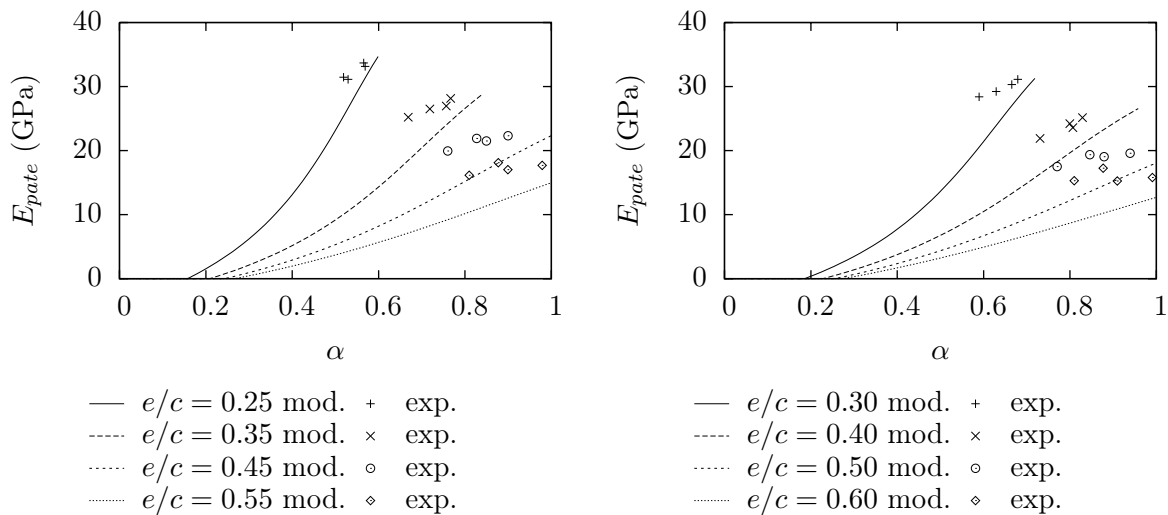 40
30
20
10
0
E_pate (GPa)
0 0.2 0.4 0.6 0.8 1
α
e/c = 0.25 mod. exp.
e/c = 0.35 mod. exp.
e/c = 0.45 mod. exp.
e/c = 0.55 mod. exp.
40
30
20
10
0
E_pate (GPa)
0 0.2 0.4 0.6 0.8 1
α
e/c = 0.30 mod. exp.
e/c = 0.40 mod. exp.
e/c = 0.50 mod. exp.
e/c = 0.60 mod. exp.